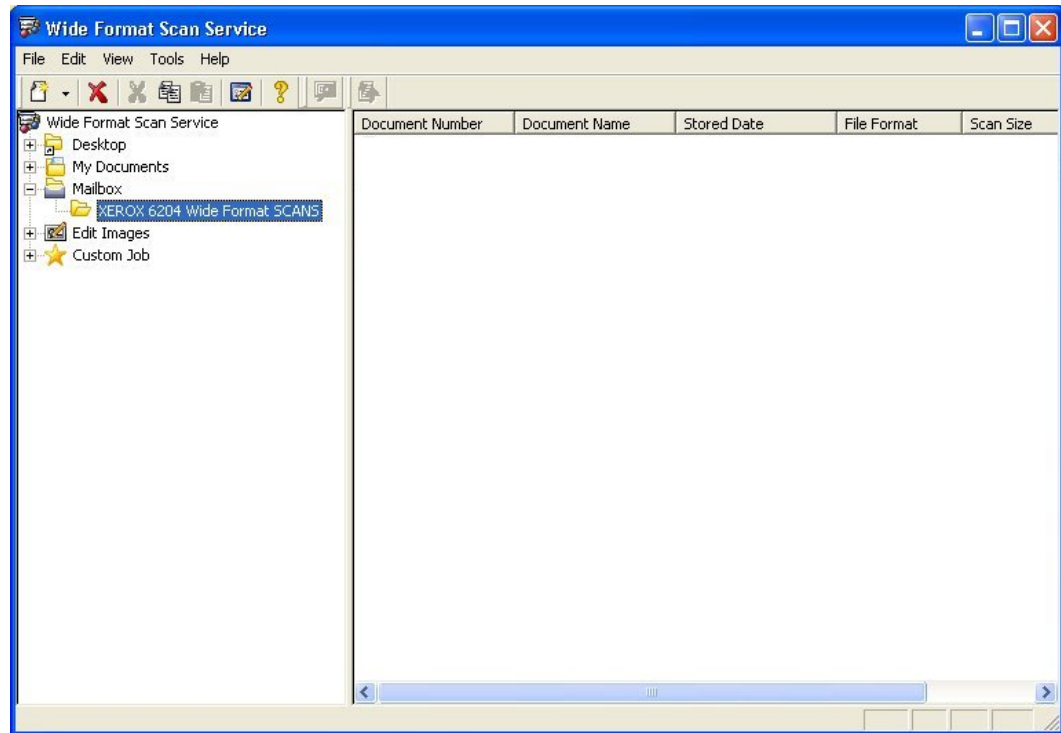 Wide Format Scan Service
File Edit View Tools Help
Wide Format Scan Service
Desktop
My Documents
Mailbox
XEROX 6204 Wide Format SCANS
Edit Images
Custom Job
Document Number Document Name Stored Date File Format Scan Size